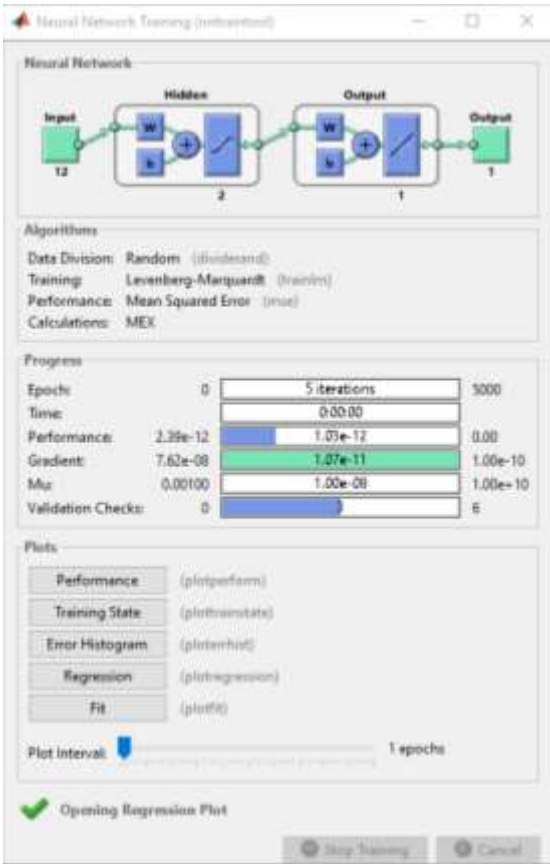 Neural Network Training (nntraintool)
Neural Network
Hidden Output
Input Output
W W
b b
12 1
2 1
Algorithms
Data Division: Random (dividerand)
Training: Levenberg-Marquardt (trainlm)
Performance: Mean Squared Error (mse)
Calculations: MEX
Progress
Epoch: 0 5 iterations 5000
Time: 0:00:00
Performance: 2.39e-12 1.03e-12 0.00
Gradient: 7.62e-08 1.07e-11 1.00e-10
Mu: 0.00100 1.00e-08 1.00e+10
Validation Checks: 0 3 6
Plots
Performance (plotperform)
Training State (plottrainstate)
Error Histogram (ploterrhist)
Regression (plotregression)
Fit (plotfit)
Plot Interval: 1 epochs
Opening Regression Plot
Stop Training Cancel